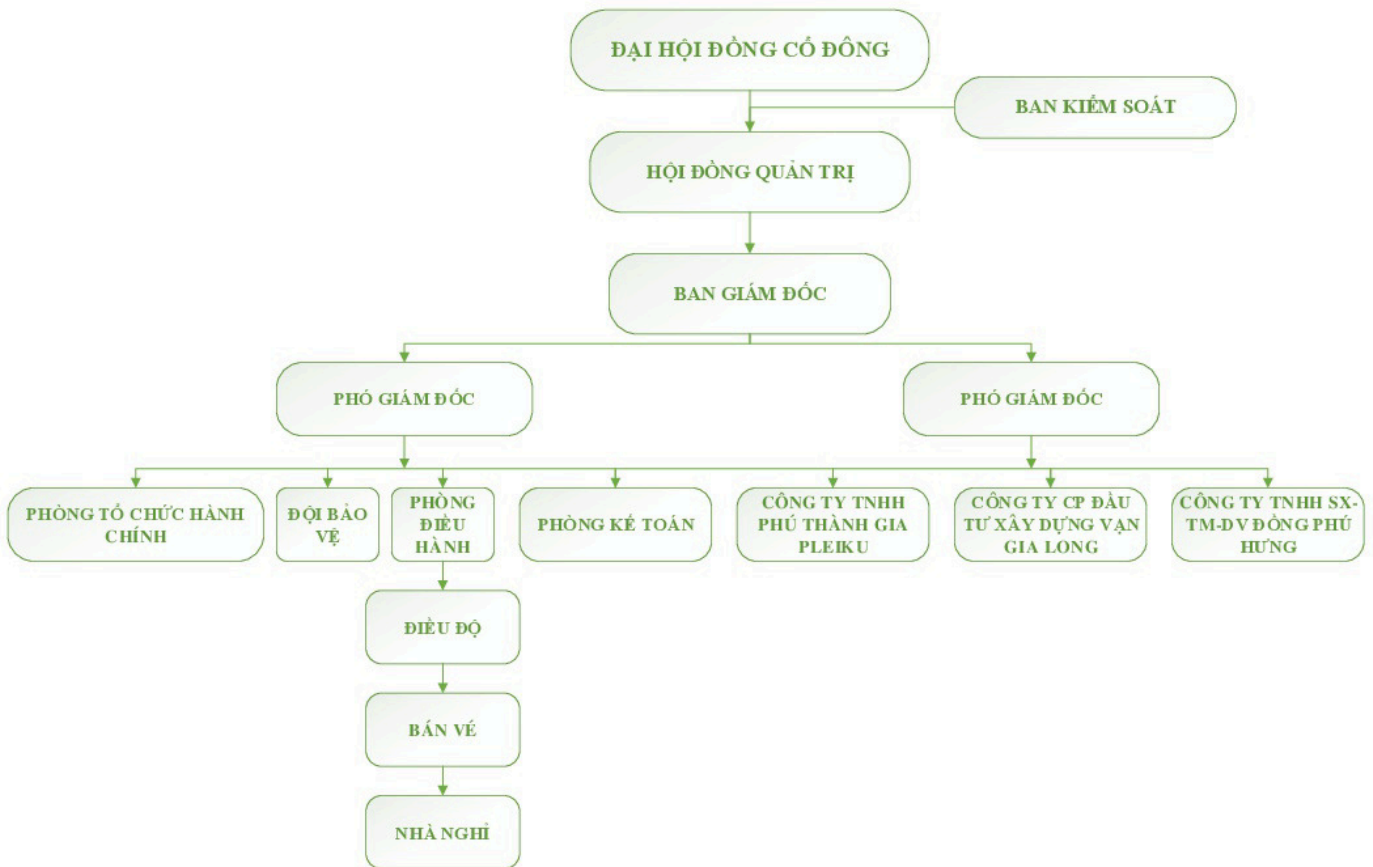 ĐẠI HỘI ĐỒNG CỔ ĐÔNG
BAN KIỂM SOÁT
HỘI ĐỒNG QUẢN TRỊ
BAN GIÁM ĐỐC
PHÓ GIÁM ĐỐC
PHÓ GIÁM ĐỐC
PHÒNG TỔ CHỨC HÀNH
CHÍNH
ĐỘI BẢO
VỆ
PHÒNG
ĐIỀU
HÀNH
PHÒNG KẾ TOÁN
CÔNG TY TNHH
PHÚ THÀNH GIA
PLEIKU
CÔNG TY CP ĐẦU
TƯ XÂY DỰNG VẠN
GIA LONG
CÔNG TY TNHH SX-
TM-DV ĐỒNG PHÚ
HƯNG
ĐIỀU ĐỘ
BÁN VÉ
NHÀ NGHỈ